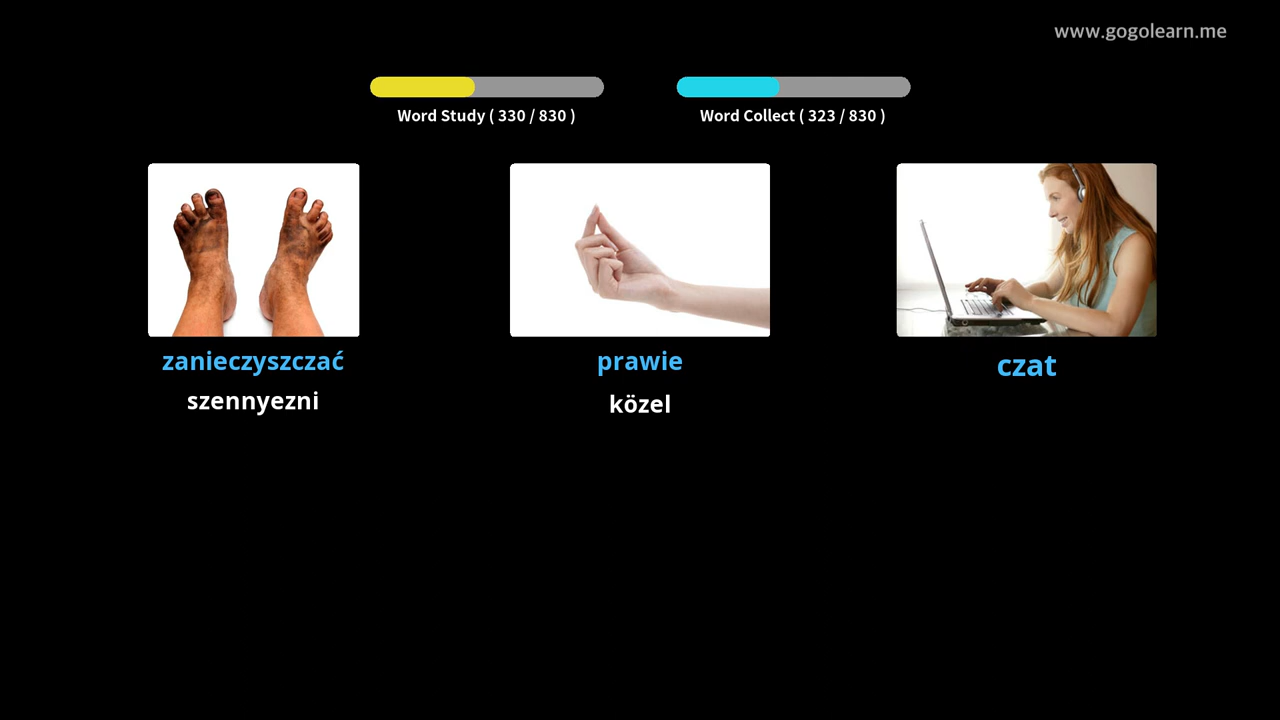 www.gogolearn.me
Word Study ( 330 / 830 )
Word Collect ( 323 / 830 )
zanieczyszczać
prawie
czat
szennyezni
közel